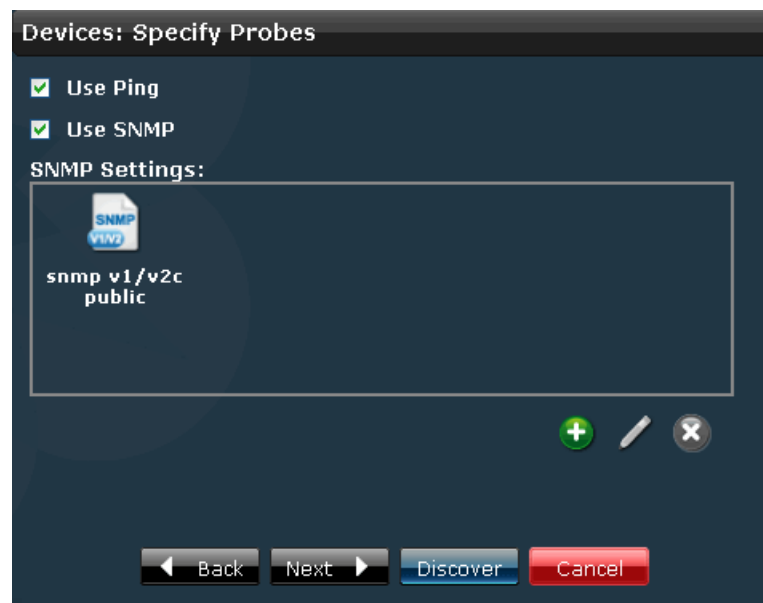 Devices: Specify Probes
Use Ping
Use SNMP
SNMP Settings:
SNMP
V1/V2
snmp v1/v2c
public
Back
Next
Discover
Cancel